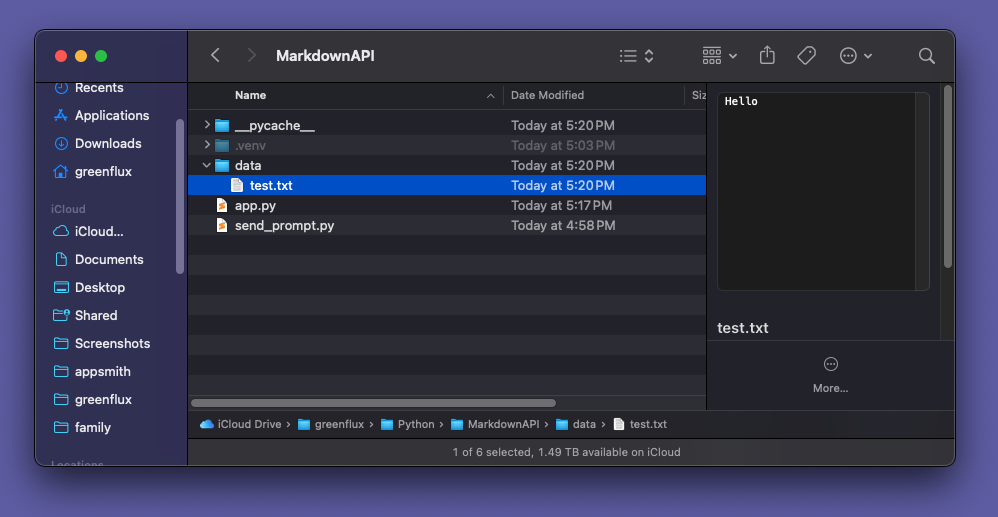 MarkdownAPI
Recents
Applications
Downloads
greenflux
iCloud
iCloud...
Documents
Desktop
Shared
Screenshots
appsmith
greenflux
family
Locations
Name Date Modified Siz
__pycache__ Today at 5:20 PM
.venv Today at 5:03 PM
data Today at 5:20 PM
test.txt Today at 5:20 PM
app.py Today at 5:17 PM
send_prompt.py Today at 4:58 PM
Hello
test.txt
More...
iCloud Drive › greenflux › Python › MarkdownAPI › data › test.txt
1 of 6 selected, 1.49 TB available on iCloud